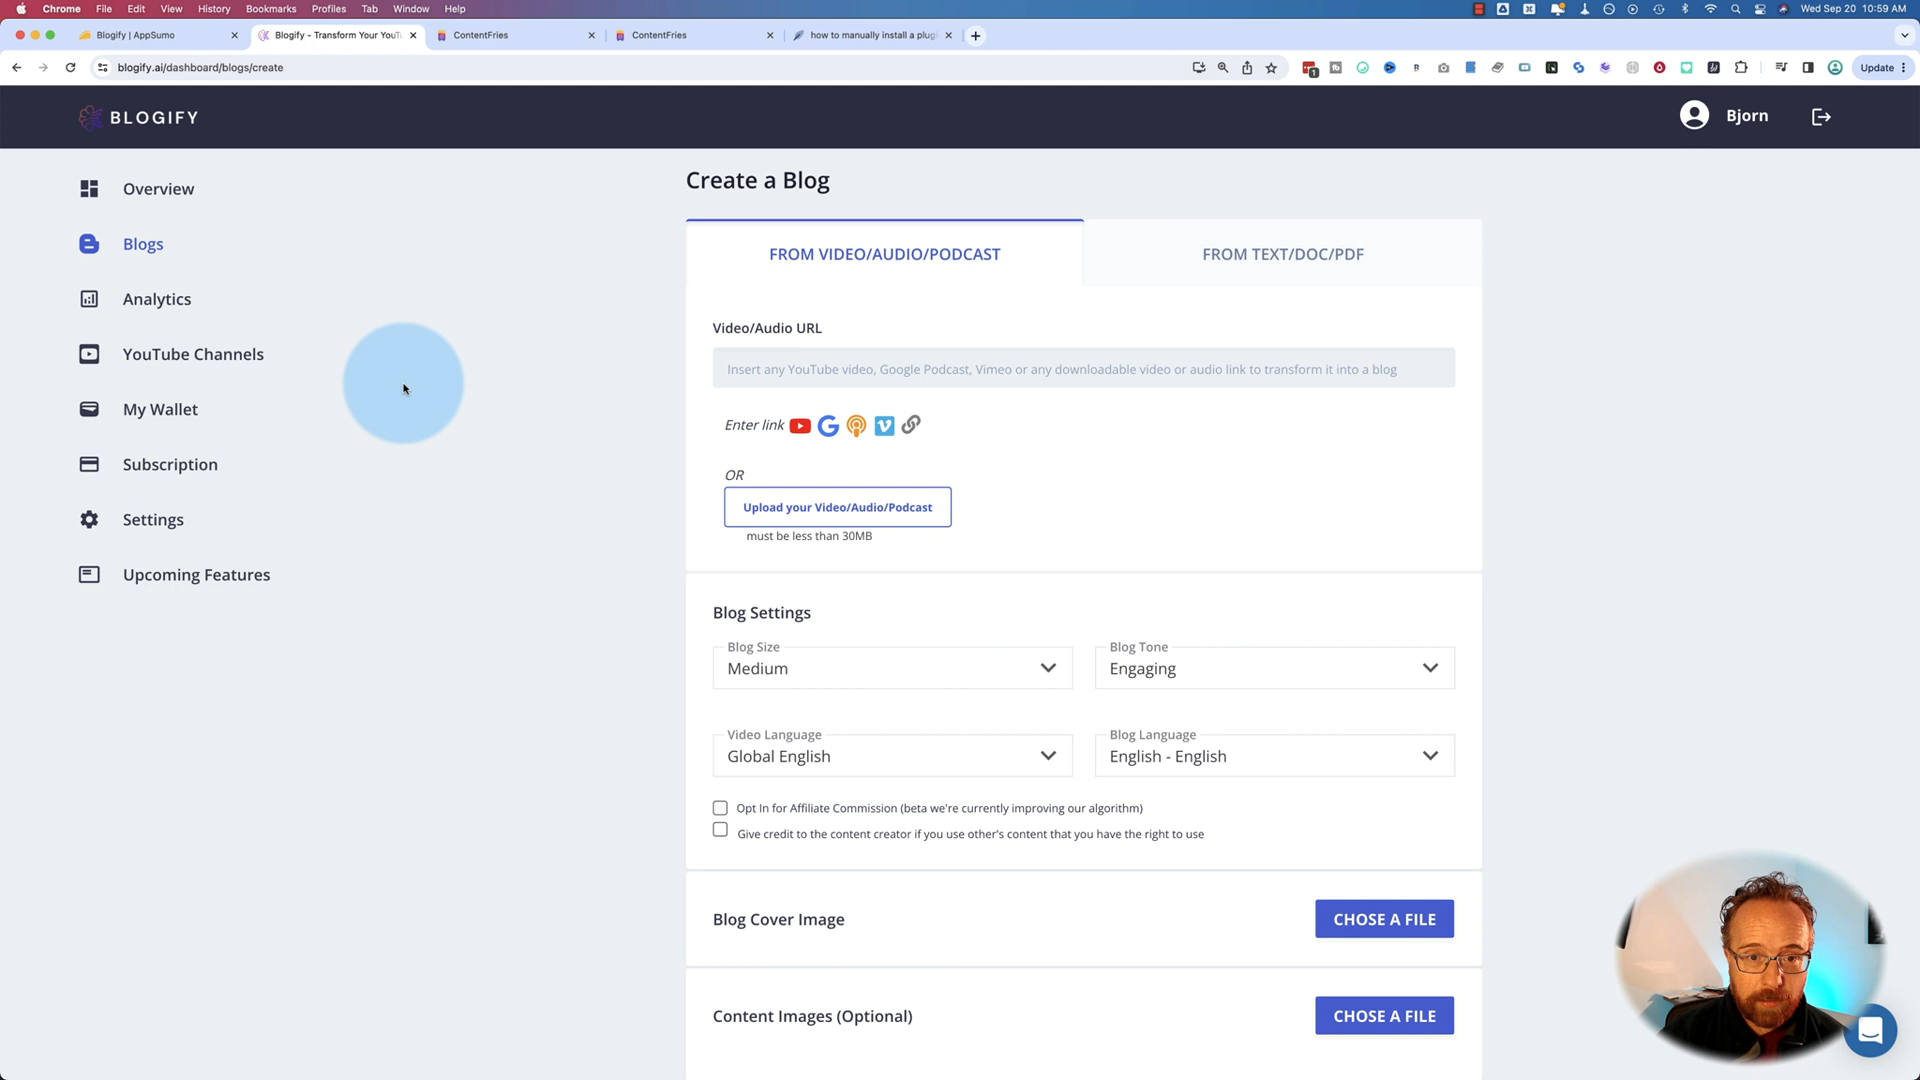 Chrome File Edit View History Bookmarks Profiles Tab Window Help
Wed Sep 20 10:59 AM
Blogify | AppSumo
Blogify - Transform Your YouT
ContentFries
ContentFries
how to manually install a plugi
blogify.ai/dashboard/blogs/create
1
Update
BLOGIFY
Bjorn
Overview
Blogs
Analytics
YouTube Channels
My Wallet
Subscription
Settings
Upcoming Features
Create a Blog
FROM VIDEO/AUDIO/PODCAST
FROM TEXT/DOC/PDF
Video/Audio URL
Insert any YouTube video, Google Podcast, Vimeo or any downloadable video or audio link to transform it into a blog
Enter link
OR
Upload your Video/Audio/Podcast
must be less than 30MB
Blog Settings
Blog Size
Medium
Blog Tone
Engaging
Video Language
Global English
Blog Language
English - English
Opt In for Affiliate Commission (beta we're currently improving our algorithm)
Give credit to the content creator if you use other's content that you have the right to use
Blog Cover Image
CHOSE A FILE
Content Images (Optional)
CHOSE A FILE